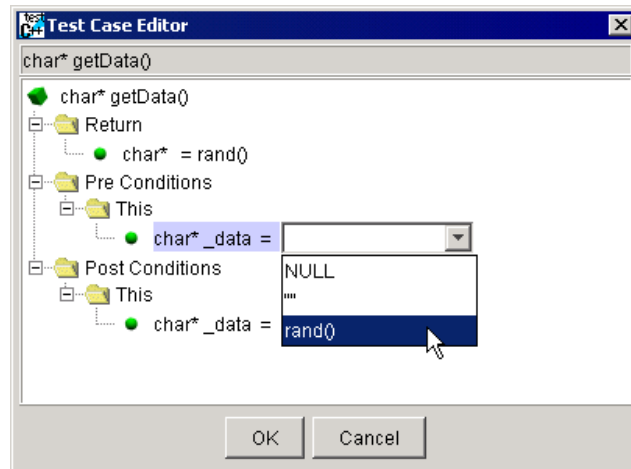 test C++ Test Case Editor
char* getData()
char* getData()
Return
char* = rand()
Pre Conditions
This
char* _data =
NULL
""
rand()
Post Conditions
This
char* _data =
OK
Cancel